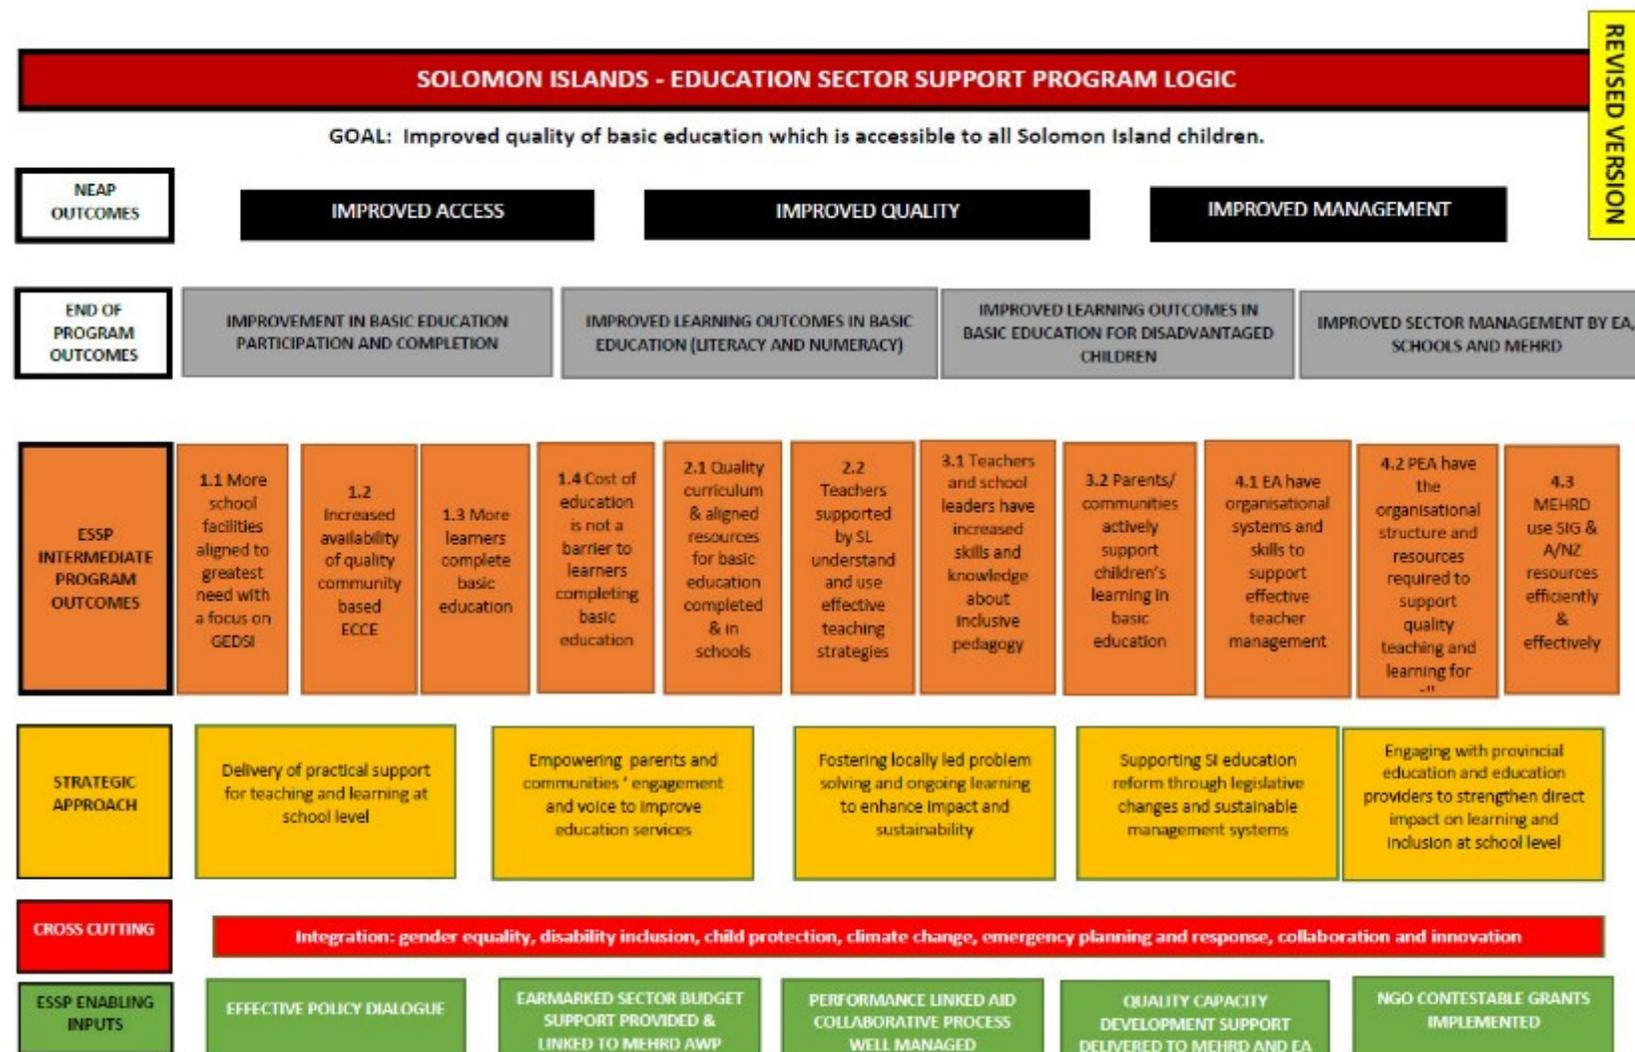 REVISED VERSION
SOLOMON ISLANDS - EDUCATION SECTOR SUPPORT PROGRAM LOGIC
GOAL: Improved quality of basic education which is accessible to all Solomon Island children.
NEAP
OUTCOMES
IMPROVED ACCESS
IMPROVED QUALITY
IMPROVED MANAGEMENT
END OF
PROGRAM
OUTCOMES
IMPROVEMENT IN BASIC EDUCATION
PARTICIPATION AND COMPLETION
IMPROVED LEARNING OUTCOMES IN BASIC
EDUCATION (LITERACY AND NUMERACY)
IMPROVED LEARNING OUTCOMES IN
BASIC EDUCATION FOR DISADVANTAGED
CHILDREN
IMPROVED SECTOR MANAGEMENT BY EA,
SCHOOLS AND MEHRD
ESSP
INTERMEDIATE
PROGRAM
OUTCOMES
1.1 More
school
facilities
aligned to
greatest
need with
a focus on
GEDSI
1.2
Increased
availability
of quality
community
based
ECCE
1.3 More
learners
complete
basic
education
1.4 Cost of
education
is not a
barrier to
learners
completing
basic
education
2.1 Quality
curriculum
& aligned
resources
for basic
education
completed
& in
schools
2.2
Teachers
supported
by SL
understand
and use
effective
teaching
strategies
3.1 Teachers
and school
leaders have
increased
skills and
knowledge
about
inclusive
pedagogy
3.2 Parents/
communities
actively
support
children's
learning in
basic
education
4.1 EA have
organisational
systems and
skills to
support
effective
teacher
management
4.2 PEA have
the
organisational
structure and
resources
required to
support
quality
teaching and
learning for
4.3
MEHRD
use SIG &
A/NZ
resources
efficiently
&
effectively
STRATEGIC
APPROACH
Delivery of practical support
for teaching and learning at
school level
Empowering parents and
communities ' engagement
and voice to improve
education services
Fostering locally led problem
solving and ongoing learning
to enhance impact and
sustainability
Supporting SI education
reform through legislative
changes and sustainable
management systems
Engaging with provincial
education and education
providers to strengthen direct
impact on learning and
inclusion at school level
CROSS CUTTING
Integration: gender equality, disability inclusion, child protection, climate change, emergency planning and response, collaboration and innovation
ESSP ENABLING
INPUTS
EFFECTIVE POLICY DIALOGUE
EARMARKED SECTOR BUDGET
SUPPORT PROVIDED &
LINKED TO MEHRD AWP
PERFORMANCE LINKED AID
COLLABORATIVE PROCESS
WELL MANAGED
QUALITY CAPACITY
DEVELOPMENT SUPPORT
DELIVERED TO MEHRD AND EA
NGO CONTESTABLE GRANTS
IMPLEMENTED